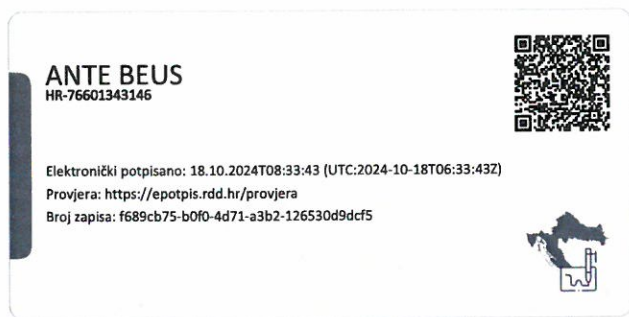 ANTE BEUS
HR-76601343146
Elektronički potpisano: 18.10.2024T08:33:43 (UTC:2024-10-18T06:33:43Z)
Provjera: https://epotpis.rdd.hr/provjera
Broj zapisa: f689cb75-b0f0-4d71-a3b2-126530d9dcf5